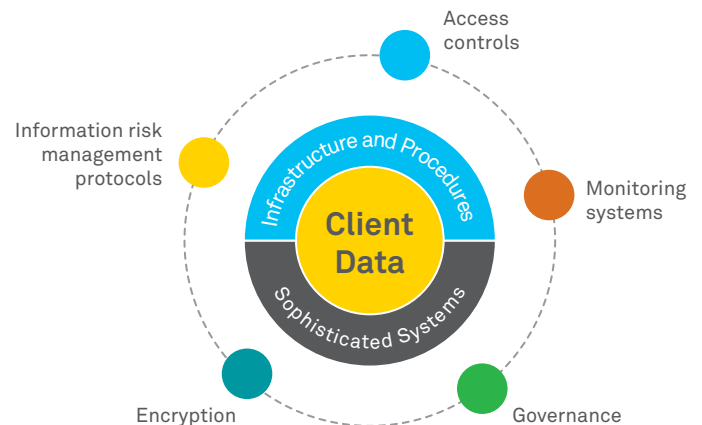 Access
controls
Information risk
management
protocols
Infrastructure and Procedures
Monitoring
systems
Client
Data
Sophisticated Systems
Encryption
Governance